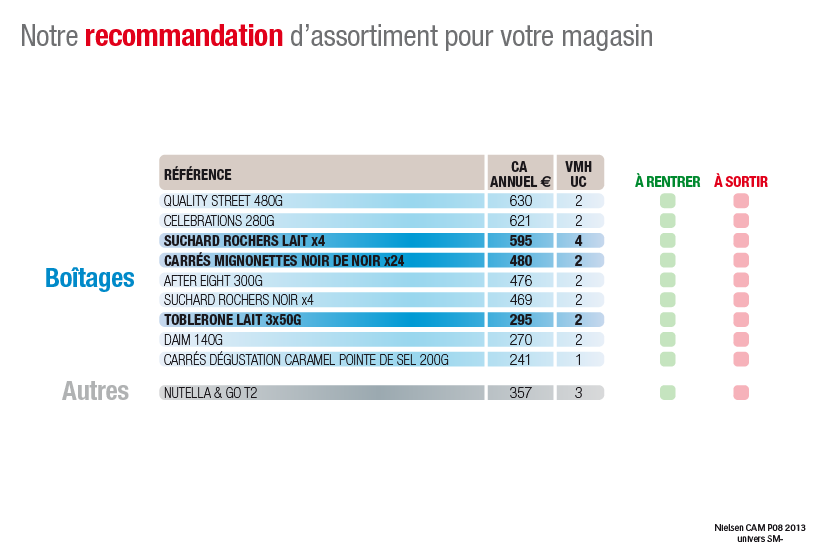 Notre recommandation d'assortiment pour votre magasin
RÉFÉRENCE CA ANNUEL € VMH UC À RENTRER À SORTIR
QUALITY STREET 480G 630 2
CELEBRATIONS 280G 621 2
SUCHARD ROCHERS LAIT x4 595 4
CARRÉS MIGNONETTES NOIR DE NOIR x24 480 2
Boîtages
AFTER EIGHT 300G 476 2
SUCHARD ROCHERS NOIR x4 469 2
TOBLERONE LAIT 3x50G 295 2
DAIM 140G 270 2
CARRÉS DÉGUSTATION CARAMEL POINTE DE SEL 200G 241 1
Autres NUTELLA & GO T2 357 3
Nielsen CAM P08 2013
univers SM-